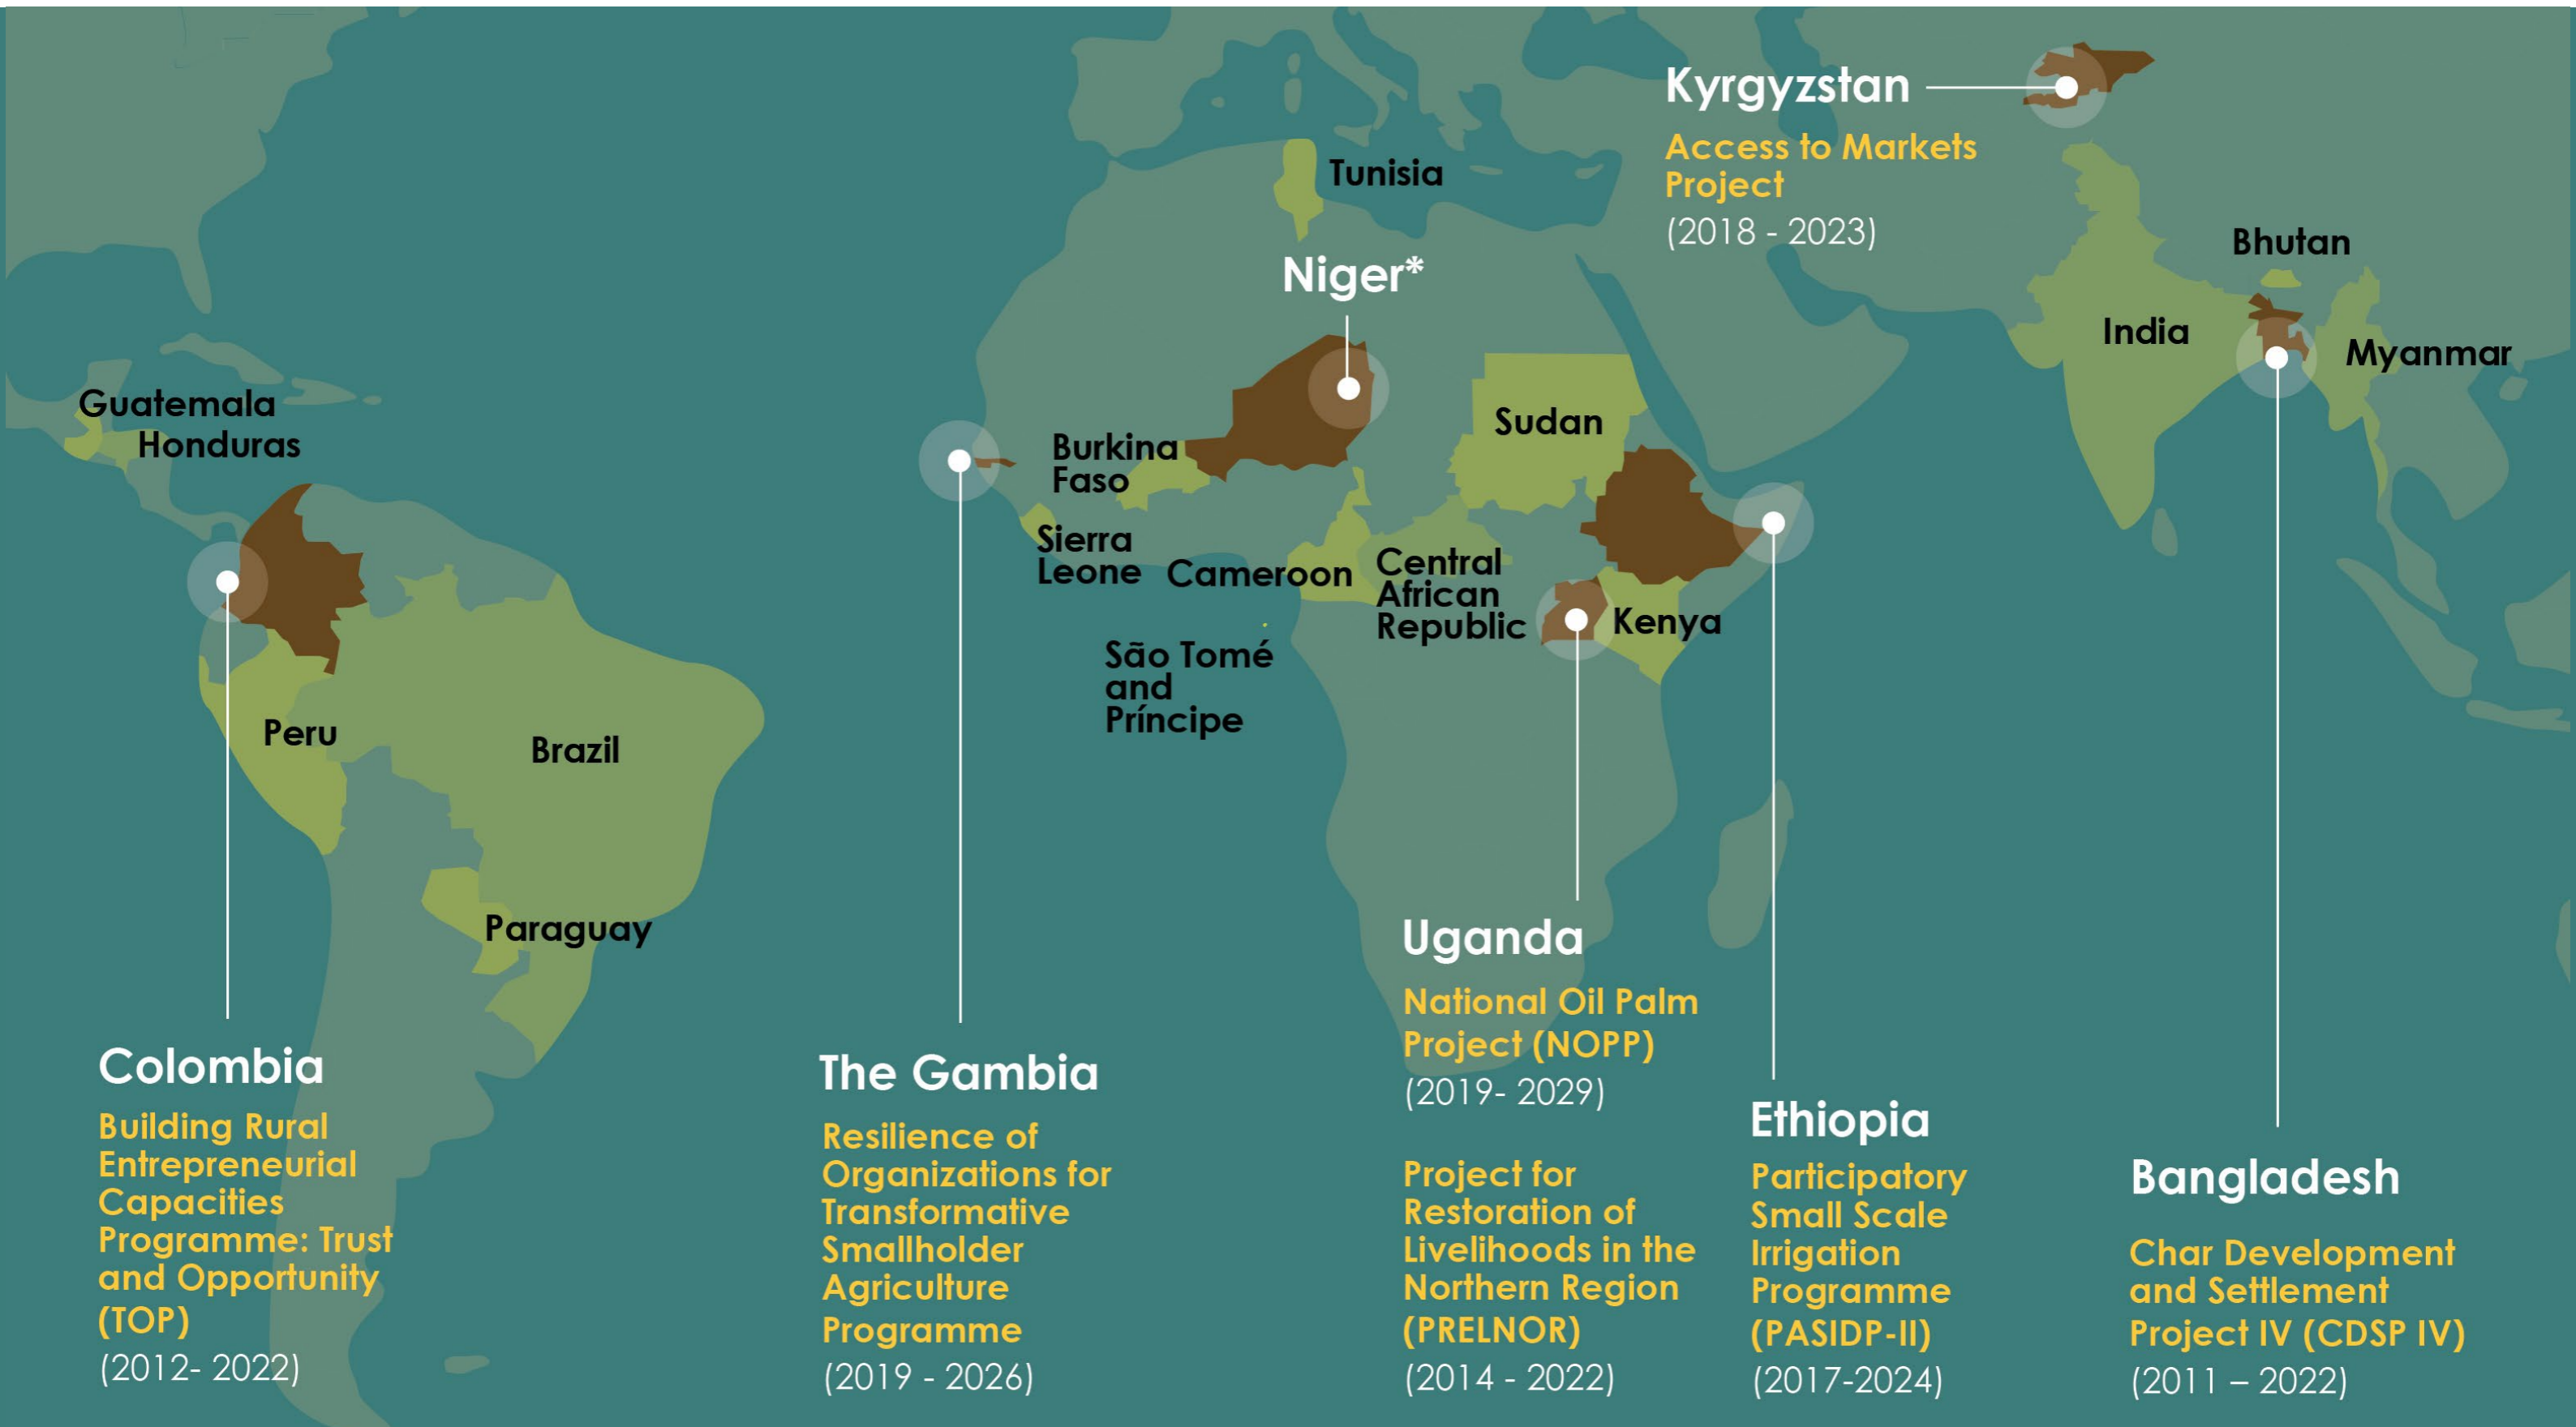 Kyrgyzstan
Access to Markets
Project
(2018 - 2023)
Tunisia
Niger*
Bhutan
India
Myanmar
Guatemala
Honduras
Burkina
Faso
Sudan
Sierra
Leone
Cameroon
Central
African
Republic
Kenya
São Tomé
and
Príncipe
Peru
Brazil
Paraguay
Colombia
Building Rural
Entrepreneurial
Capacities
Programme: Trust
and Opportunity
(TOP)
(2012- 2022)
The Gambia
Resilience of
Organizations for
Transformative
Smallholder
Agriculture
Programme
(2019 - 2026)
Uganda
National Oil Palm
Project (NOPP)
(2019- 2029)
Project for
Restoration of
Livelihoods in the
Northern Region
(PRELNOR)
(2014 - 2022)
Ethiopia
Participatory
Small Scale
Irrigation
Programme
(PASIDP-II)
(2017-2024)
Bangladesh
Char Development
and Settlement
Project IV (CDSP IV)
(2011 – 2022)